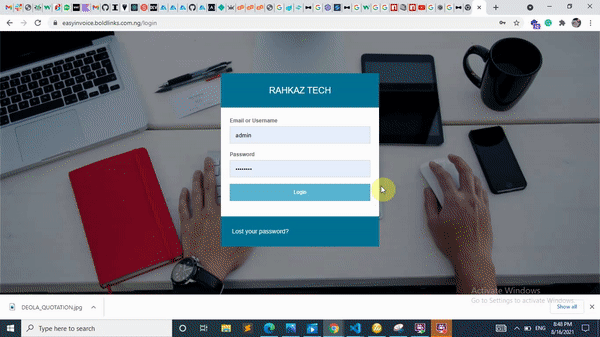 easyinvoice.boldlinks.com.ng/login
RAHKAZ TECH
Email or Username
admin
Password
••••••••
Login
Lost your password?
Activate Windows
Go to Settings to activate Windows.
DEOLA_QUOTATION.jpg
Show all
Type here to search
ENG
8:48 PM
8/16/2021